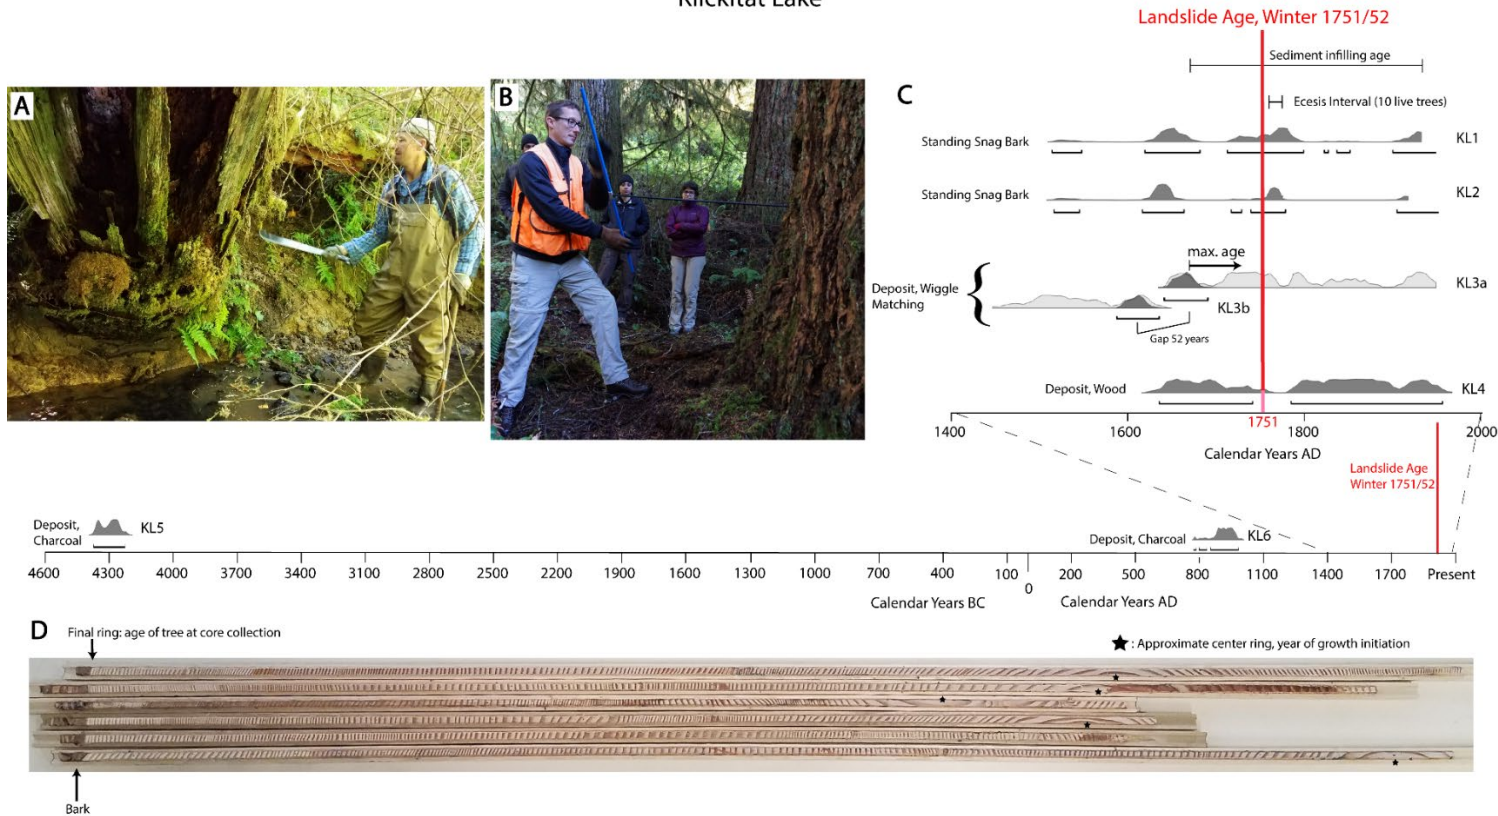 Klickitat Lake
Landslide Age, Winter 1751/52
Sediment infilling age
A
B
C
Ecesis Interval (10 live trees)
Standing Snag Bark
KL1
Standing Snag Bark
KL2
max. age
Deposit, Wiggle
Matching
KL3a
KL3b
Gap 52 years
Deposit, Wood
KL4
1400
1600
1751
1800
2000
Calendar Years AD
Landslide Age
Winter 1751/52
Deposit,
Charcoal
KL5
Deposit, Charcoal
KL6
4600
4300
4000
3700
3400
3100
2800
2500
2200
1900
1600
1000
700
400
100
0
200
500
800
1100
1400
1700
Present
Calendar Years BC
Calendar Years AD
D
Final ring: age of tree at core collection
★: Approximate center ring, year of growth initiation
Bark